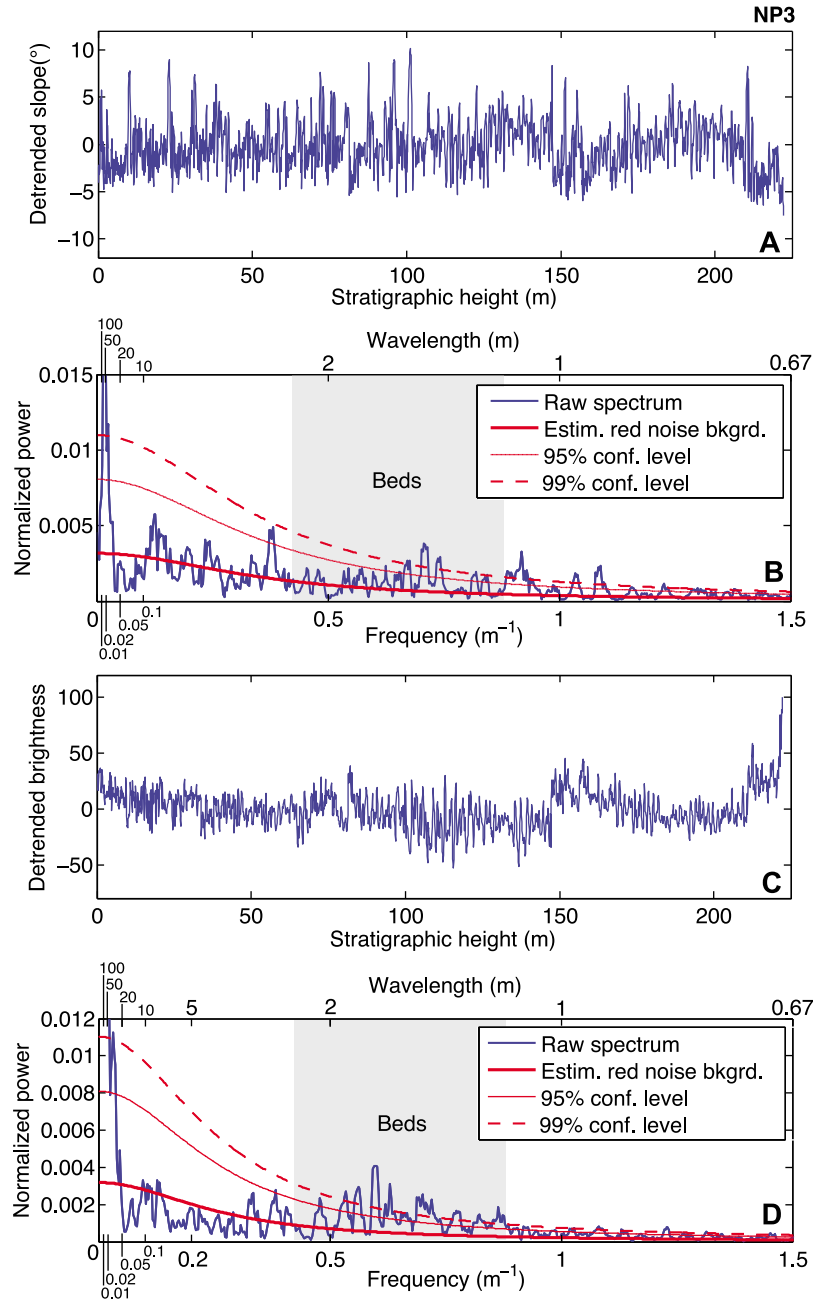 NP3
Detrended slope(°)
10
5
0
−5
−10
A
0 50 100 150 200
Stratigraphic height (m)
Wavelength (m)
100
50
20
10
2 1 0.67
Normalized power
0.015
0.01
0.005
Beds
Raw spectrum
Estim. red noise bkgrd.
95% conf. level
99% conf. level
B
0 0.5 1 1.5
0.1
0.05
0.02
0.01
Frequency (m⁻¹)
Detrended brightness
100
50
0
−50
C
0 50 100 150 200
Stratigraphic height (m)
Wavelength (m)
100
50
20
10
5 2 1 0.67
Normalized power
0.012
0.01
0.008
0.006
0.004
0.002
Beds
Raw spectrum
Estim. red noise bkgrd.
95% conf. level
99% conf. level
D
0 0.2 0.5 1 1.5
0.1
0.05
0.02
0.01
Frequency (m⁻¹)